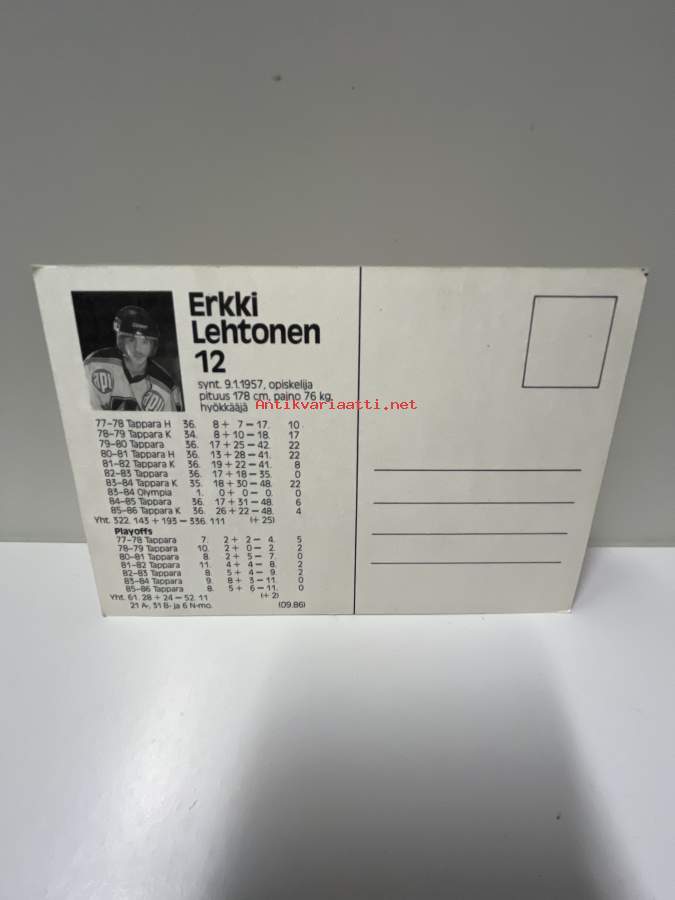 Erkki
Lehtonen
12
synt. 9.1.1957, opiskelija
pituus 178 cm, paino 76 kg,
hyökkääjä
Antikvariaatti.net
77-78 Tappara H 36. 8 + 7 - 17. 10
78-79 Tappara K 34. 8 + 10 - 18. 17
79-80 Tappara 36. 17 + 25 - 42. 22
80-81 Tappara H 36. 13 + 28 - 41. 22
81-82 Tappara K 36. 19 + 22 - 41. 8
82-83 Tappara 36. 17 + 18 - 35. 0
83-84 Tappara K 35. 18 + 30 - 48. 22
83-84 Olympia 1. 0 + 0 - 0. 0
84-85 Tappara 36. 17 + 31 - 48. 6
85-86 Tappara K 36. 26 + 22 - 48. 4
Yht. 322. 143 + 193 - 336. 111 (+ 25)
Playoffs
77-78 Tappara 7. 2 + 2 - 4. 5
78-79 Tappara 10. 2 + 0 - 2. 2
80-81 Tappara 8. 2 + 5 - 7. 0
81-82 Tappara 11. 4 + 4 - 8. 2
82-83 Tappara 8. 5 + 4 - 9. 2
83-84 Tappara 9. 8 + 3 - 11. 0
85-86 Tappara 8. 5 + 6 - 11. 0
Yht. 61. 28 + 24 - 52. 11 (+ 2)
21 A-, 31 B- ja 6 N-mo. (09.86)